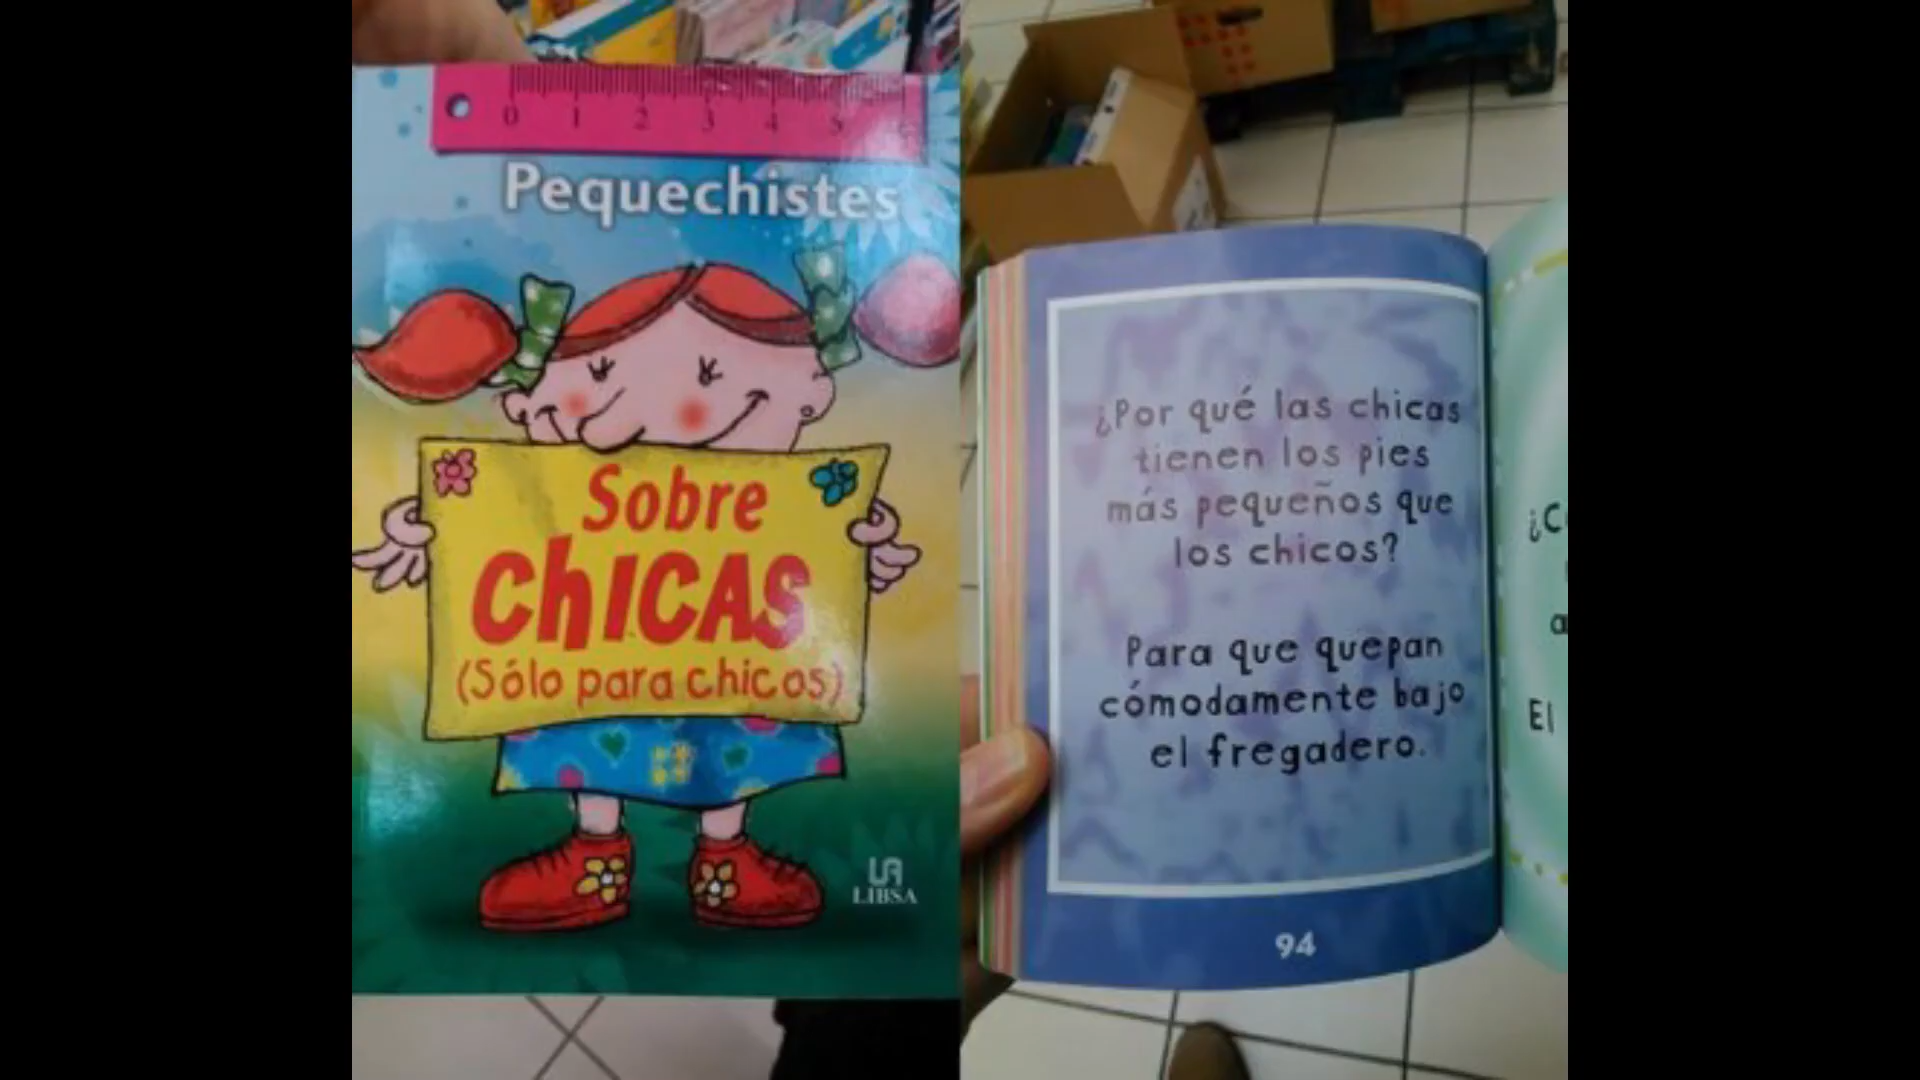 0 1 2 3 4 5
Pequechistes
Sobre
ChICAS
(Sólo para chicos)
LIBSA
¿Por qué las chicas
tienen los pies
más pequeños que
los chicos?
Para que quepan
cómodamente bajo
el fregadero.
94
El